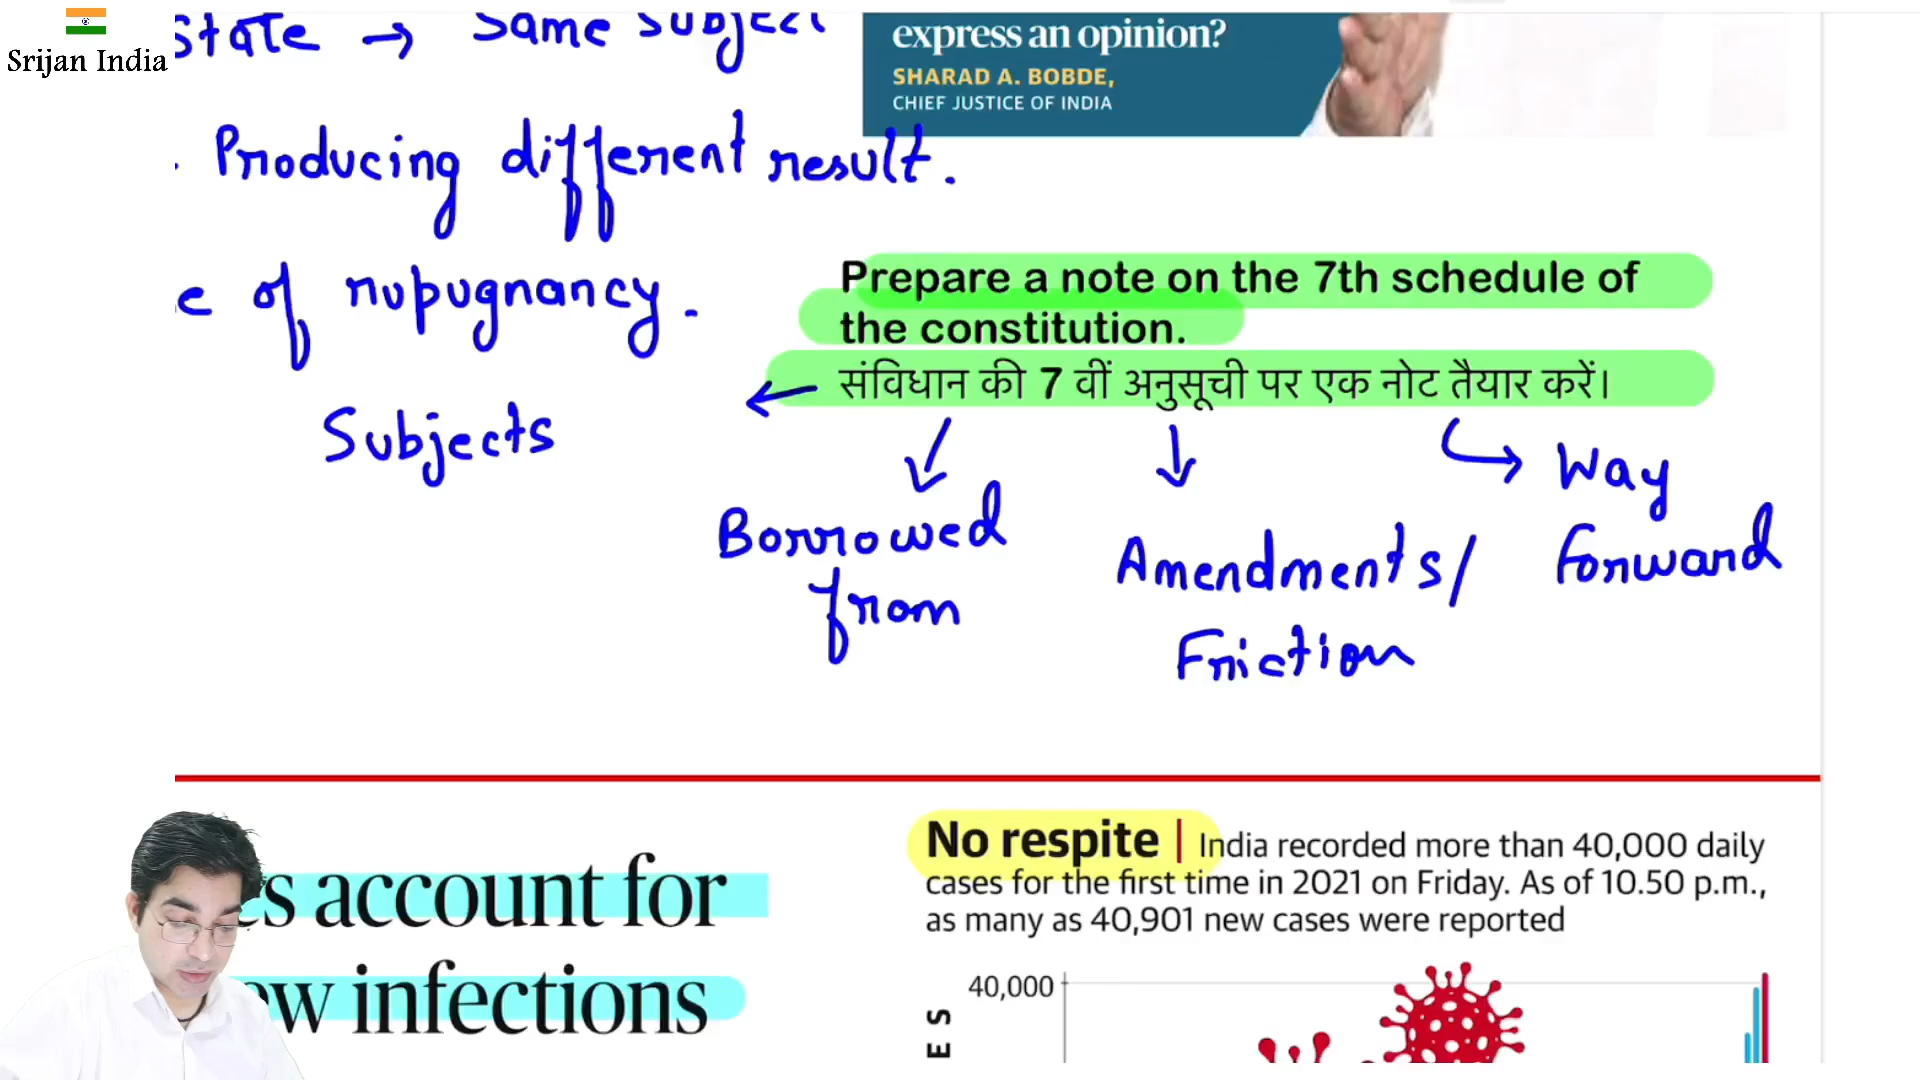 Srijan India
State → Same Subject
express an opinion?
SHARAD A. BOBDE,
CHIEF JUSTICE OF INDIA
. Producing different result.
of rupugnancy.
Prepare a note on the 7th schedule of
the constitution.
संविधान की 7 वीं अनुसूची पर एक नोट तैयार करें।
Subjects
Borrowed
from
Amendments/
Friction
Way
Forward
account for
infections
No respite | India recorded more than 40,000 daily
cases for the first time in 2021 on Friday. As of 10.50 p.m.,
as many as 40,901 new cases were reported
40,000
E S